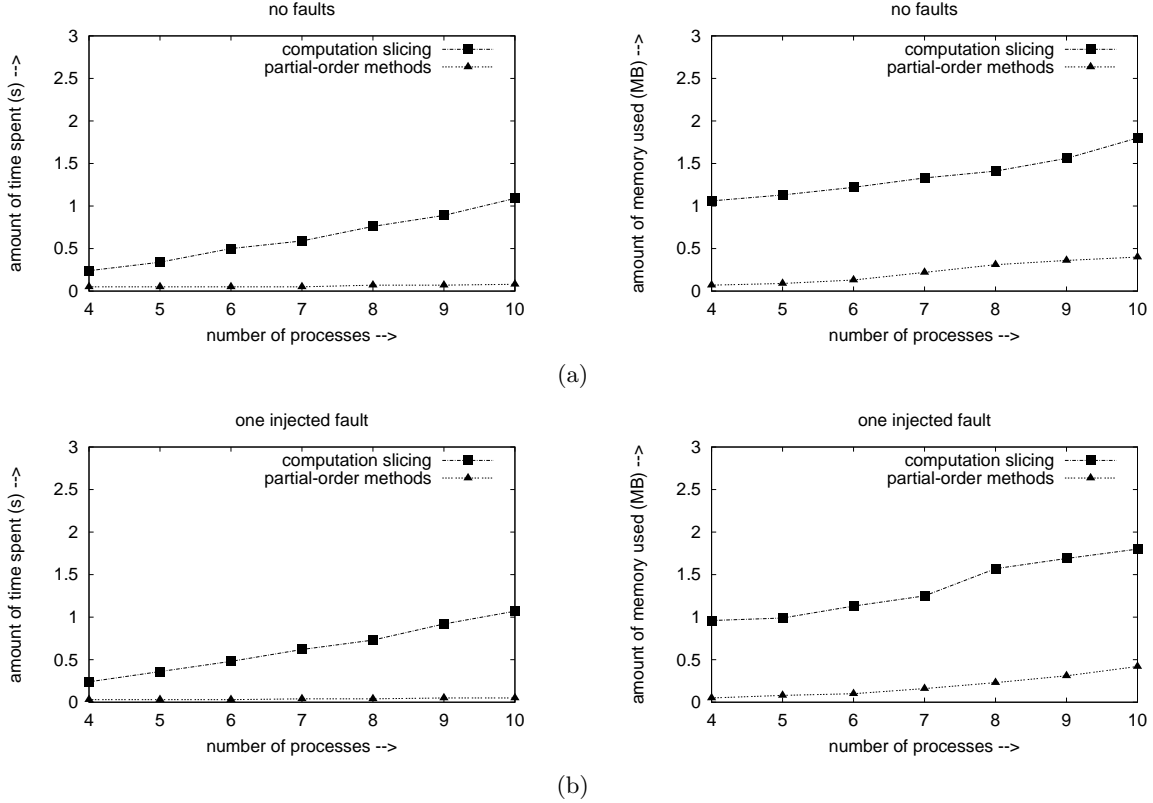 no faults
3
2.5
2
1.5
1
0.5
0
4 5 6 7 8 9 10
amount of time spent (s) -->
number of processes -->
computation slicing
partial-order methods
no faults
3
2.5
2
1.5
1
0.5
0
4 5 6 7 8 9 10
amount of memory used (MB) -->
number of processes -->
computation slicing
partial-order methods
(a)
one injected fault
3
2.5
2
1.5
1
0.5
0
4 5 6 7 8 9 10
amount of time spent (s) -->
number of processes -->
computation slicing
partial-order methods
one injected fault
3
2.5
2
1.5
1
0.5
0
4 5 6 7 8 9 10
amount of memory used (MB) -->
number of processes -->
computation slicing
partial-order methods
(b)